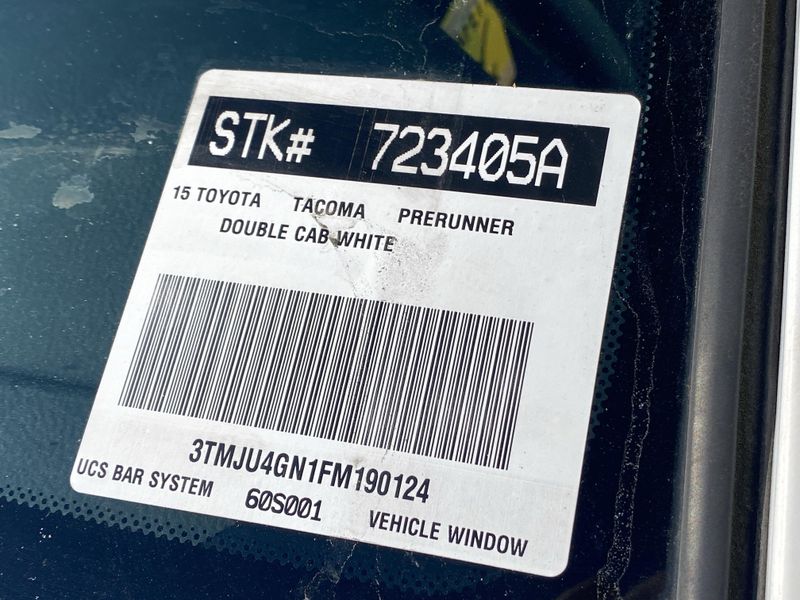 STK# 723405A
15 TOYOTA TACOMA PRERUNNER
DOUBLE CAB WHITE
3TMJU4GN1FM190124
UCS BAR SYSTEM 60S001 VEHICLE WINDOW